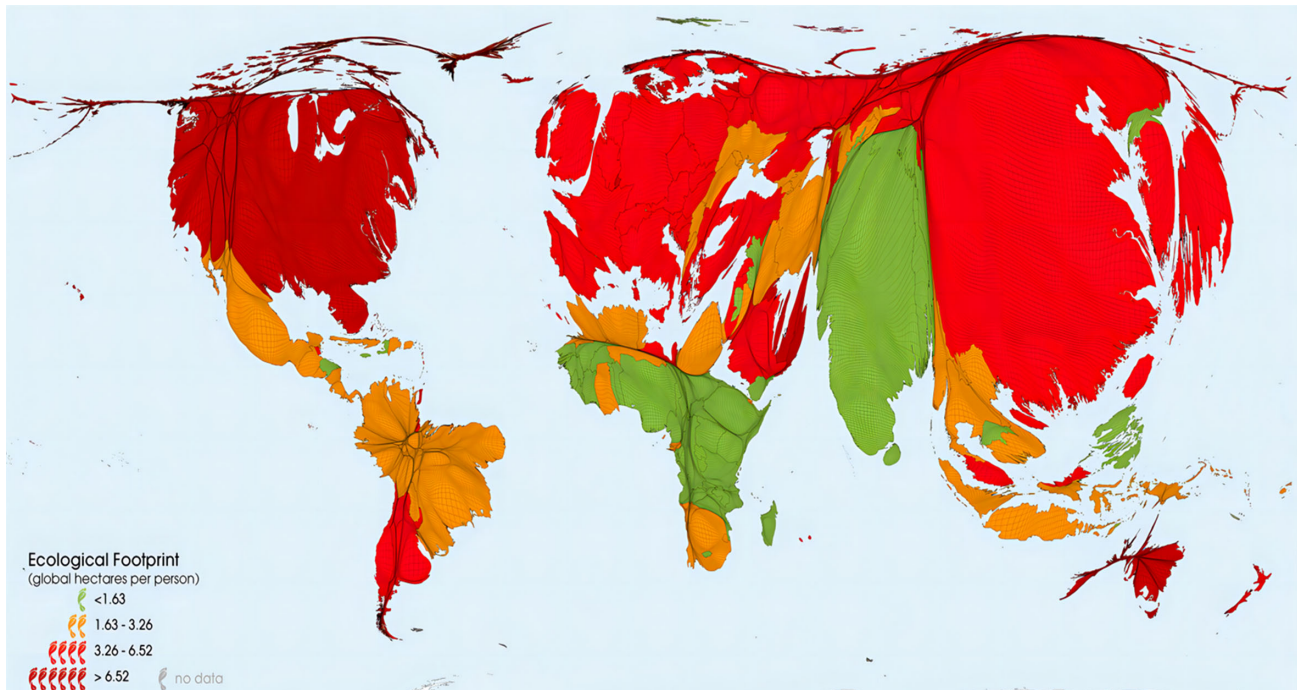 Ecological Footprint
(global hectares per person)
<1.63
1.63 - 3.26
3.26 - 6.52
> 6.52 no data